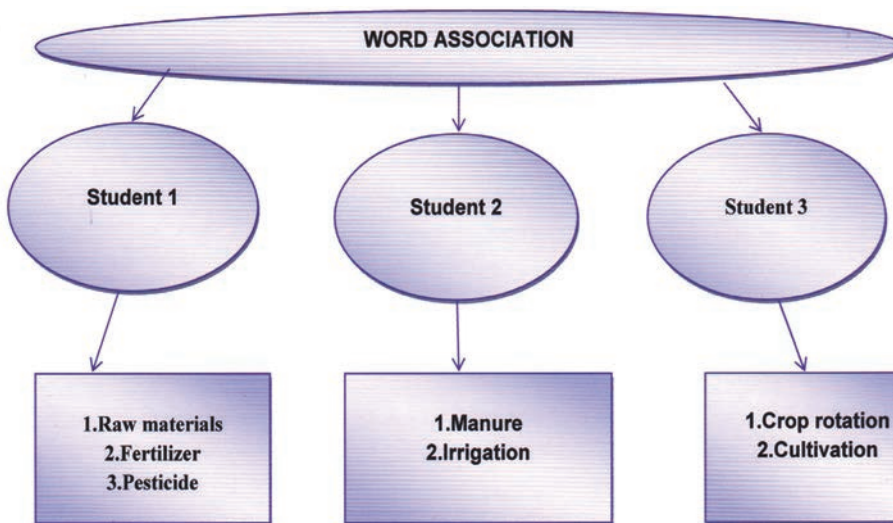 WORD ASSOCIATION
Student 1
Student 2
Student 3
1.Raw materials
2.Fertilizer
3.Pesticide
1.Manure
2.Irrigation
1.Crop rotation
2.Cultivation